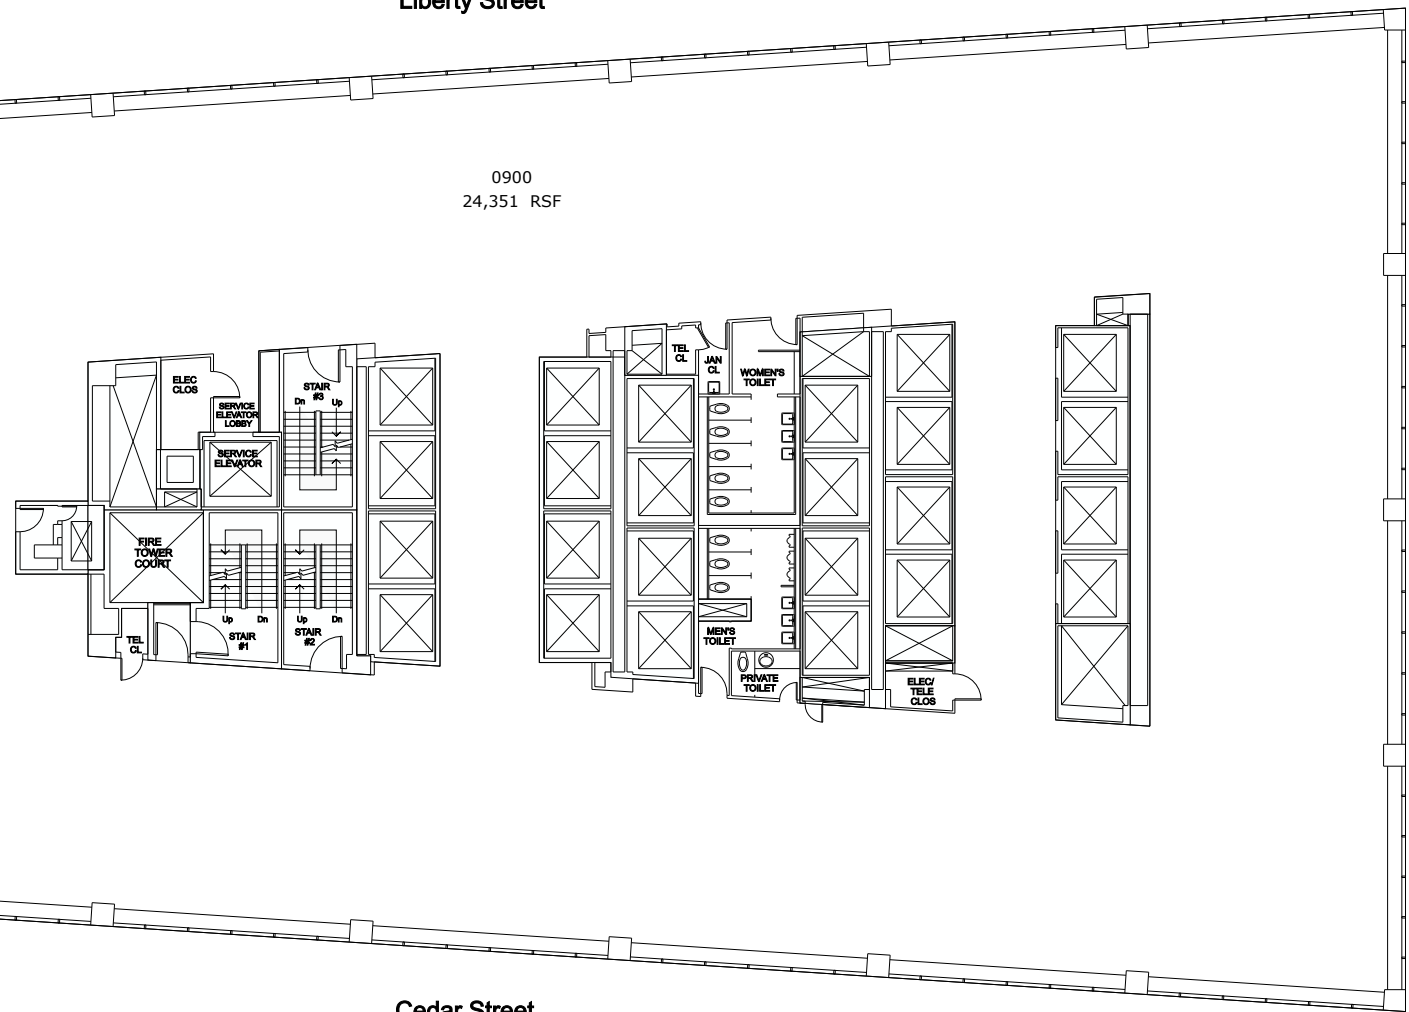 Liberty Street
0900
24,351 RSF
TEL
CL
JAN
CL
WOMEN'S
TOILET
ELEC
CLOS
STAIR
#3
Dn
Up
SERVICE
ELEVATOR
LOBBY
SERVICE
ELEVATOR
FIRE
TOWER
COURT
Up
Dn
Up
Dn
STAIR
#1
STAIR
#2
TEL
CL
MEN'S
TOILET
PRIVATE
TOILET
ELEC/
TELE
CLOS
Cedar Street